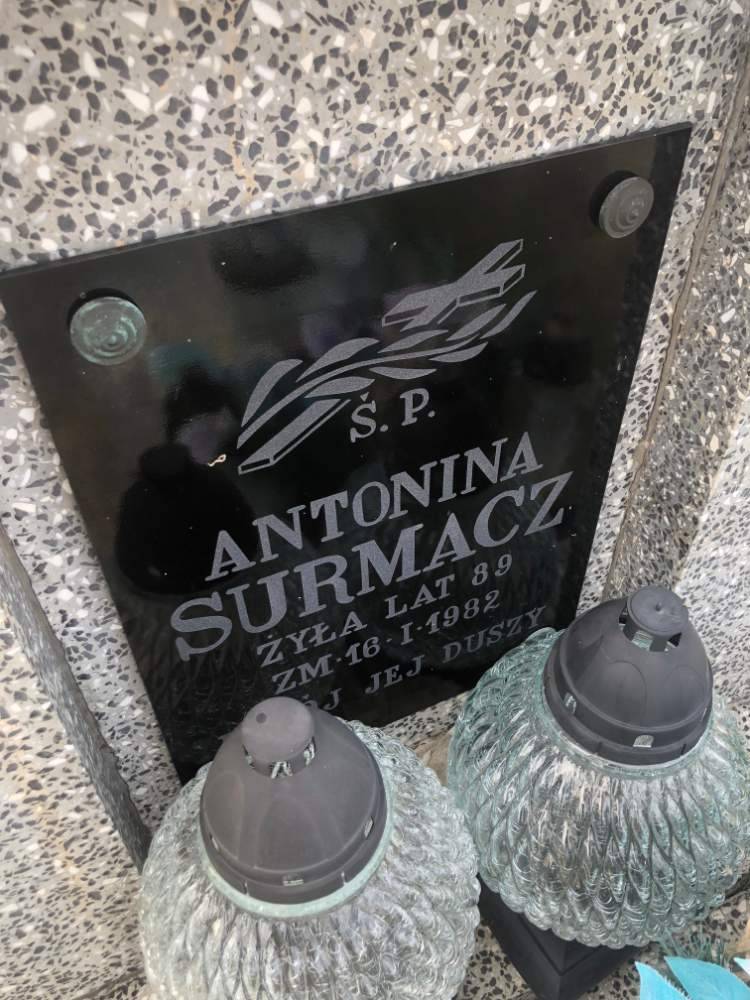 Ś. P.
ANTONINA
SURMACZ
ŻYŁA LAT 89
ZM·16·I·1982
JEJ DUSZY